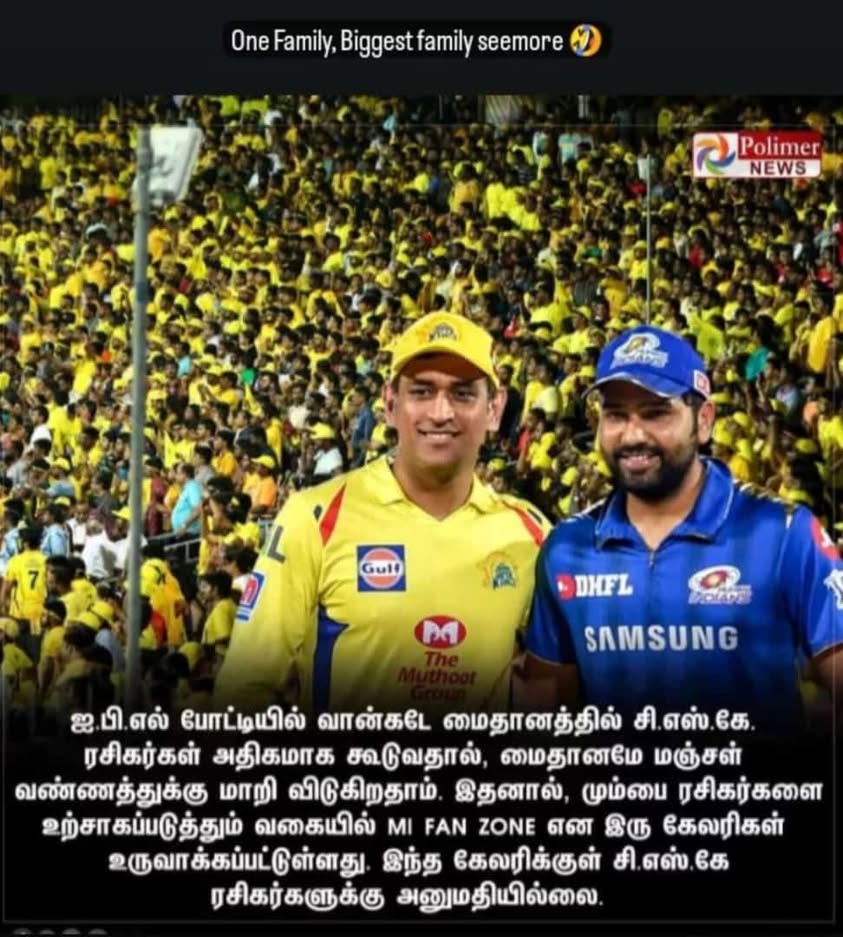 One Family, Biggest family seemore 🤣
Polimer
NEWS
7
L
Gulf
The
Muthoot
Group
DHFL
INDIANS
SAMSUNG
ஐ.பி.எல் போட்டியில் வான்கடே மைதானத்தில் சி.எஸ்.கே.
ரசிகர்கள் அதிகமாக கூடுவதால், மைதானமே மஞ்சள்
வண்ணத்துக்கு மாறி விடுகிறதாம். இதனால், மும்பை ரசிகர்களை
உற்சாகப்படுத்தும் வகையில் MI FAN ZONE என இரு கேலரிகள்
உருவாக்கப்பட்டுள்ளது. இந்த கேலரிக்குள் சி.எஸ்.கே
ரசிகர்களுக்கு அனுமதியில்லை.